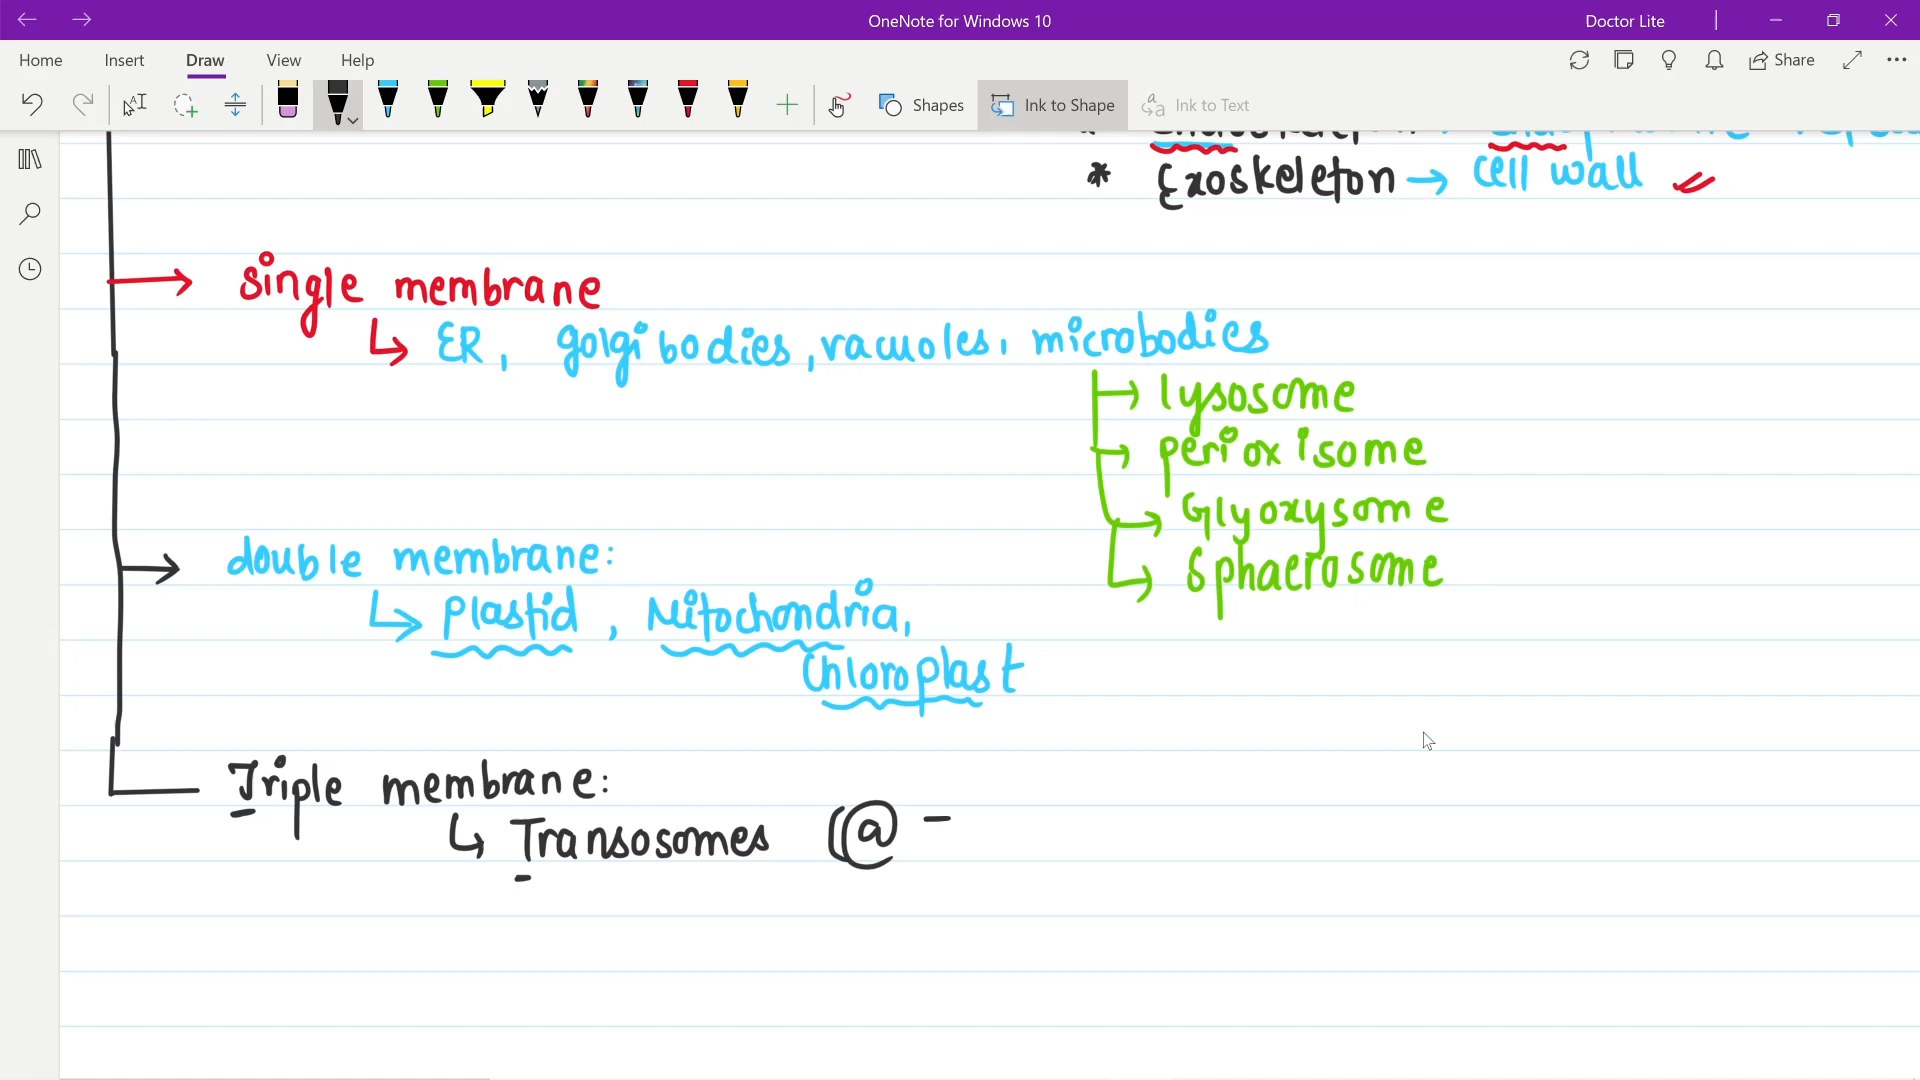 OneNote for Windows 10
Doctor Lite
Home Insert Draw View Help
Share
Shapes Ink to Shape Ink to Text
* Exoskeleton → cell wall
single membrane
↳ ER, golgi bodies, vacuoles, microbodies
→ lysosome
→ perioxisome
→ Glyoxysome
↳ Sphaerosome
→ double membrane:
↳ plastid, Mitochondria,
Chloroplast
Triple membrane:
↳ Transosomes (@ -